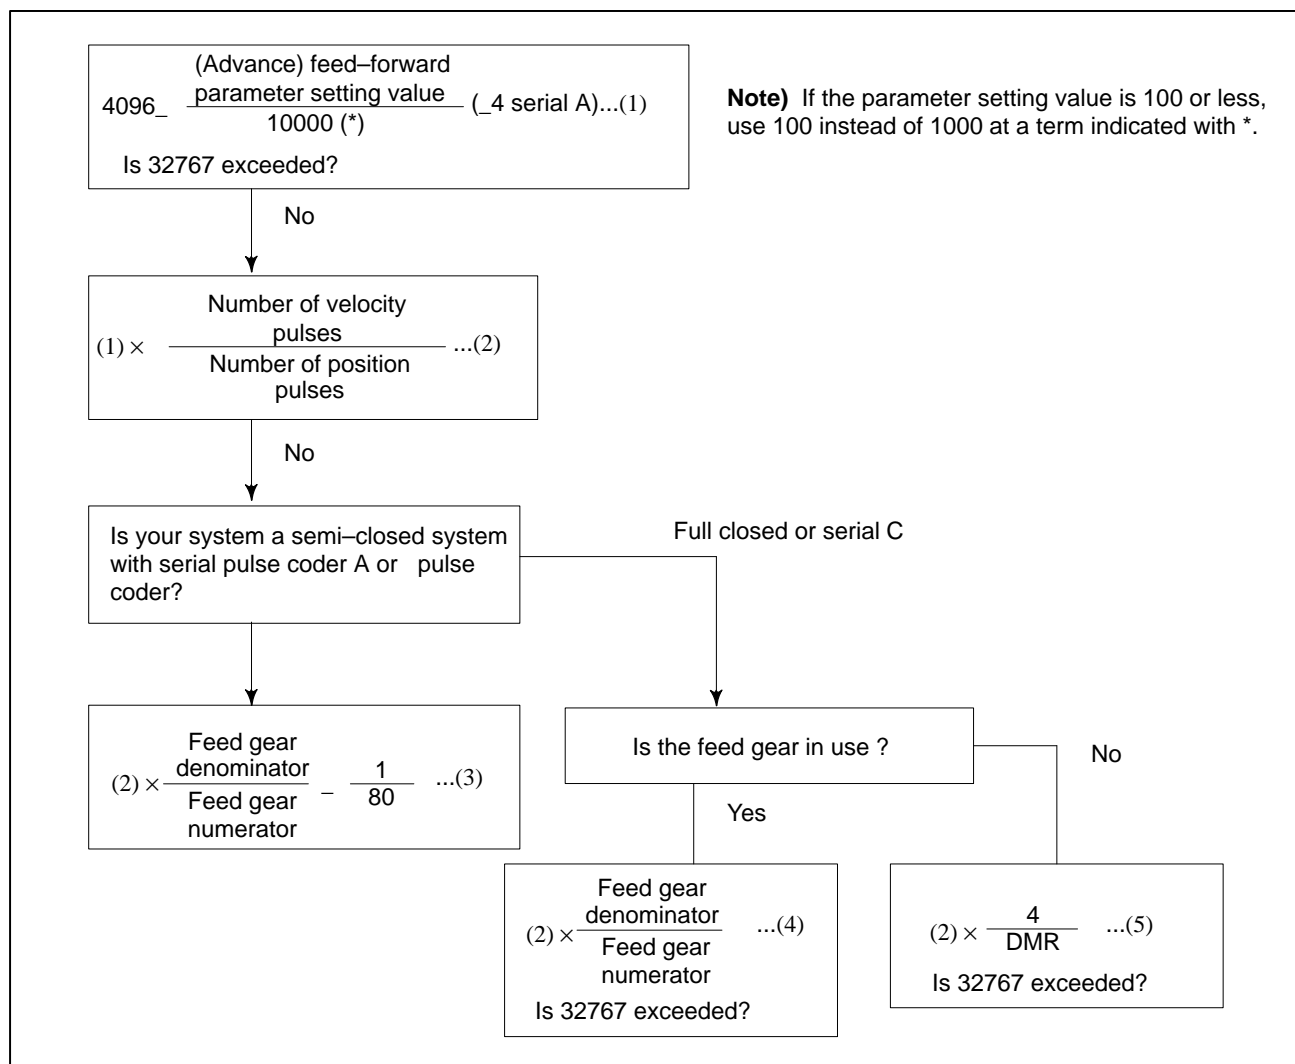 (Advance) feed–forward
parameter setting value
4096_ (_4 serial A)...(1)
10000 (*)
Is 32767 exceeded?
Note) If the parameter setting value is 100 or less,
use 100 instead of 1000 at a term indicated with *.
No
Number of velocity
pulses
(1) × ...(2)
Number of position
pulses
No
Is your system a semi–closed system
with serial pulse coder A or pulse
coder?
Full closed or serial C
Feed gear
denominator
(2) × _ 1 ...(3)
80
Feed gear
numerator
Is the feed gear in use ?
No
Yes
Feed gear
denominator
(2) × ...(4)
Feed gear
numerator
Is 32767 exceeded?
4
(2) × ...(5)
DMR
Is 32767 exceeded?